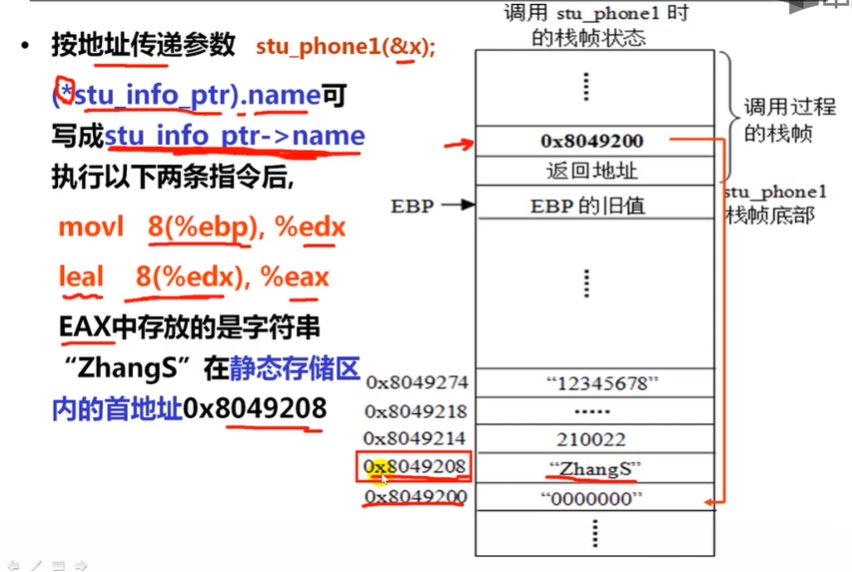 调用 stu_phone1 时
的栈帧状态
• 按地址传递参数 stu_phone1(&x);
(*stu_info_ptr).name可
写成stu_info_ptr->name
执行以下两条指令后,
movl 8(%ebp), %edx
leal 8(%edx), %eax
EAX中存放的是字符串
“ZhangS”在静态存储区
内的首地址0x8049208
0x8049200
返回地址
EBP
EBP 的旧值
调用过程
的栈帧
stu_phone1
栈帧底部
0x8049274 “12345678”
0x8049218 ·····
0x8049214 210022
0x8049208 “ZhangS”
0x8049200 “0000000”